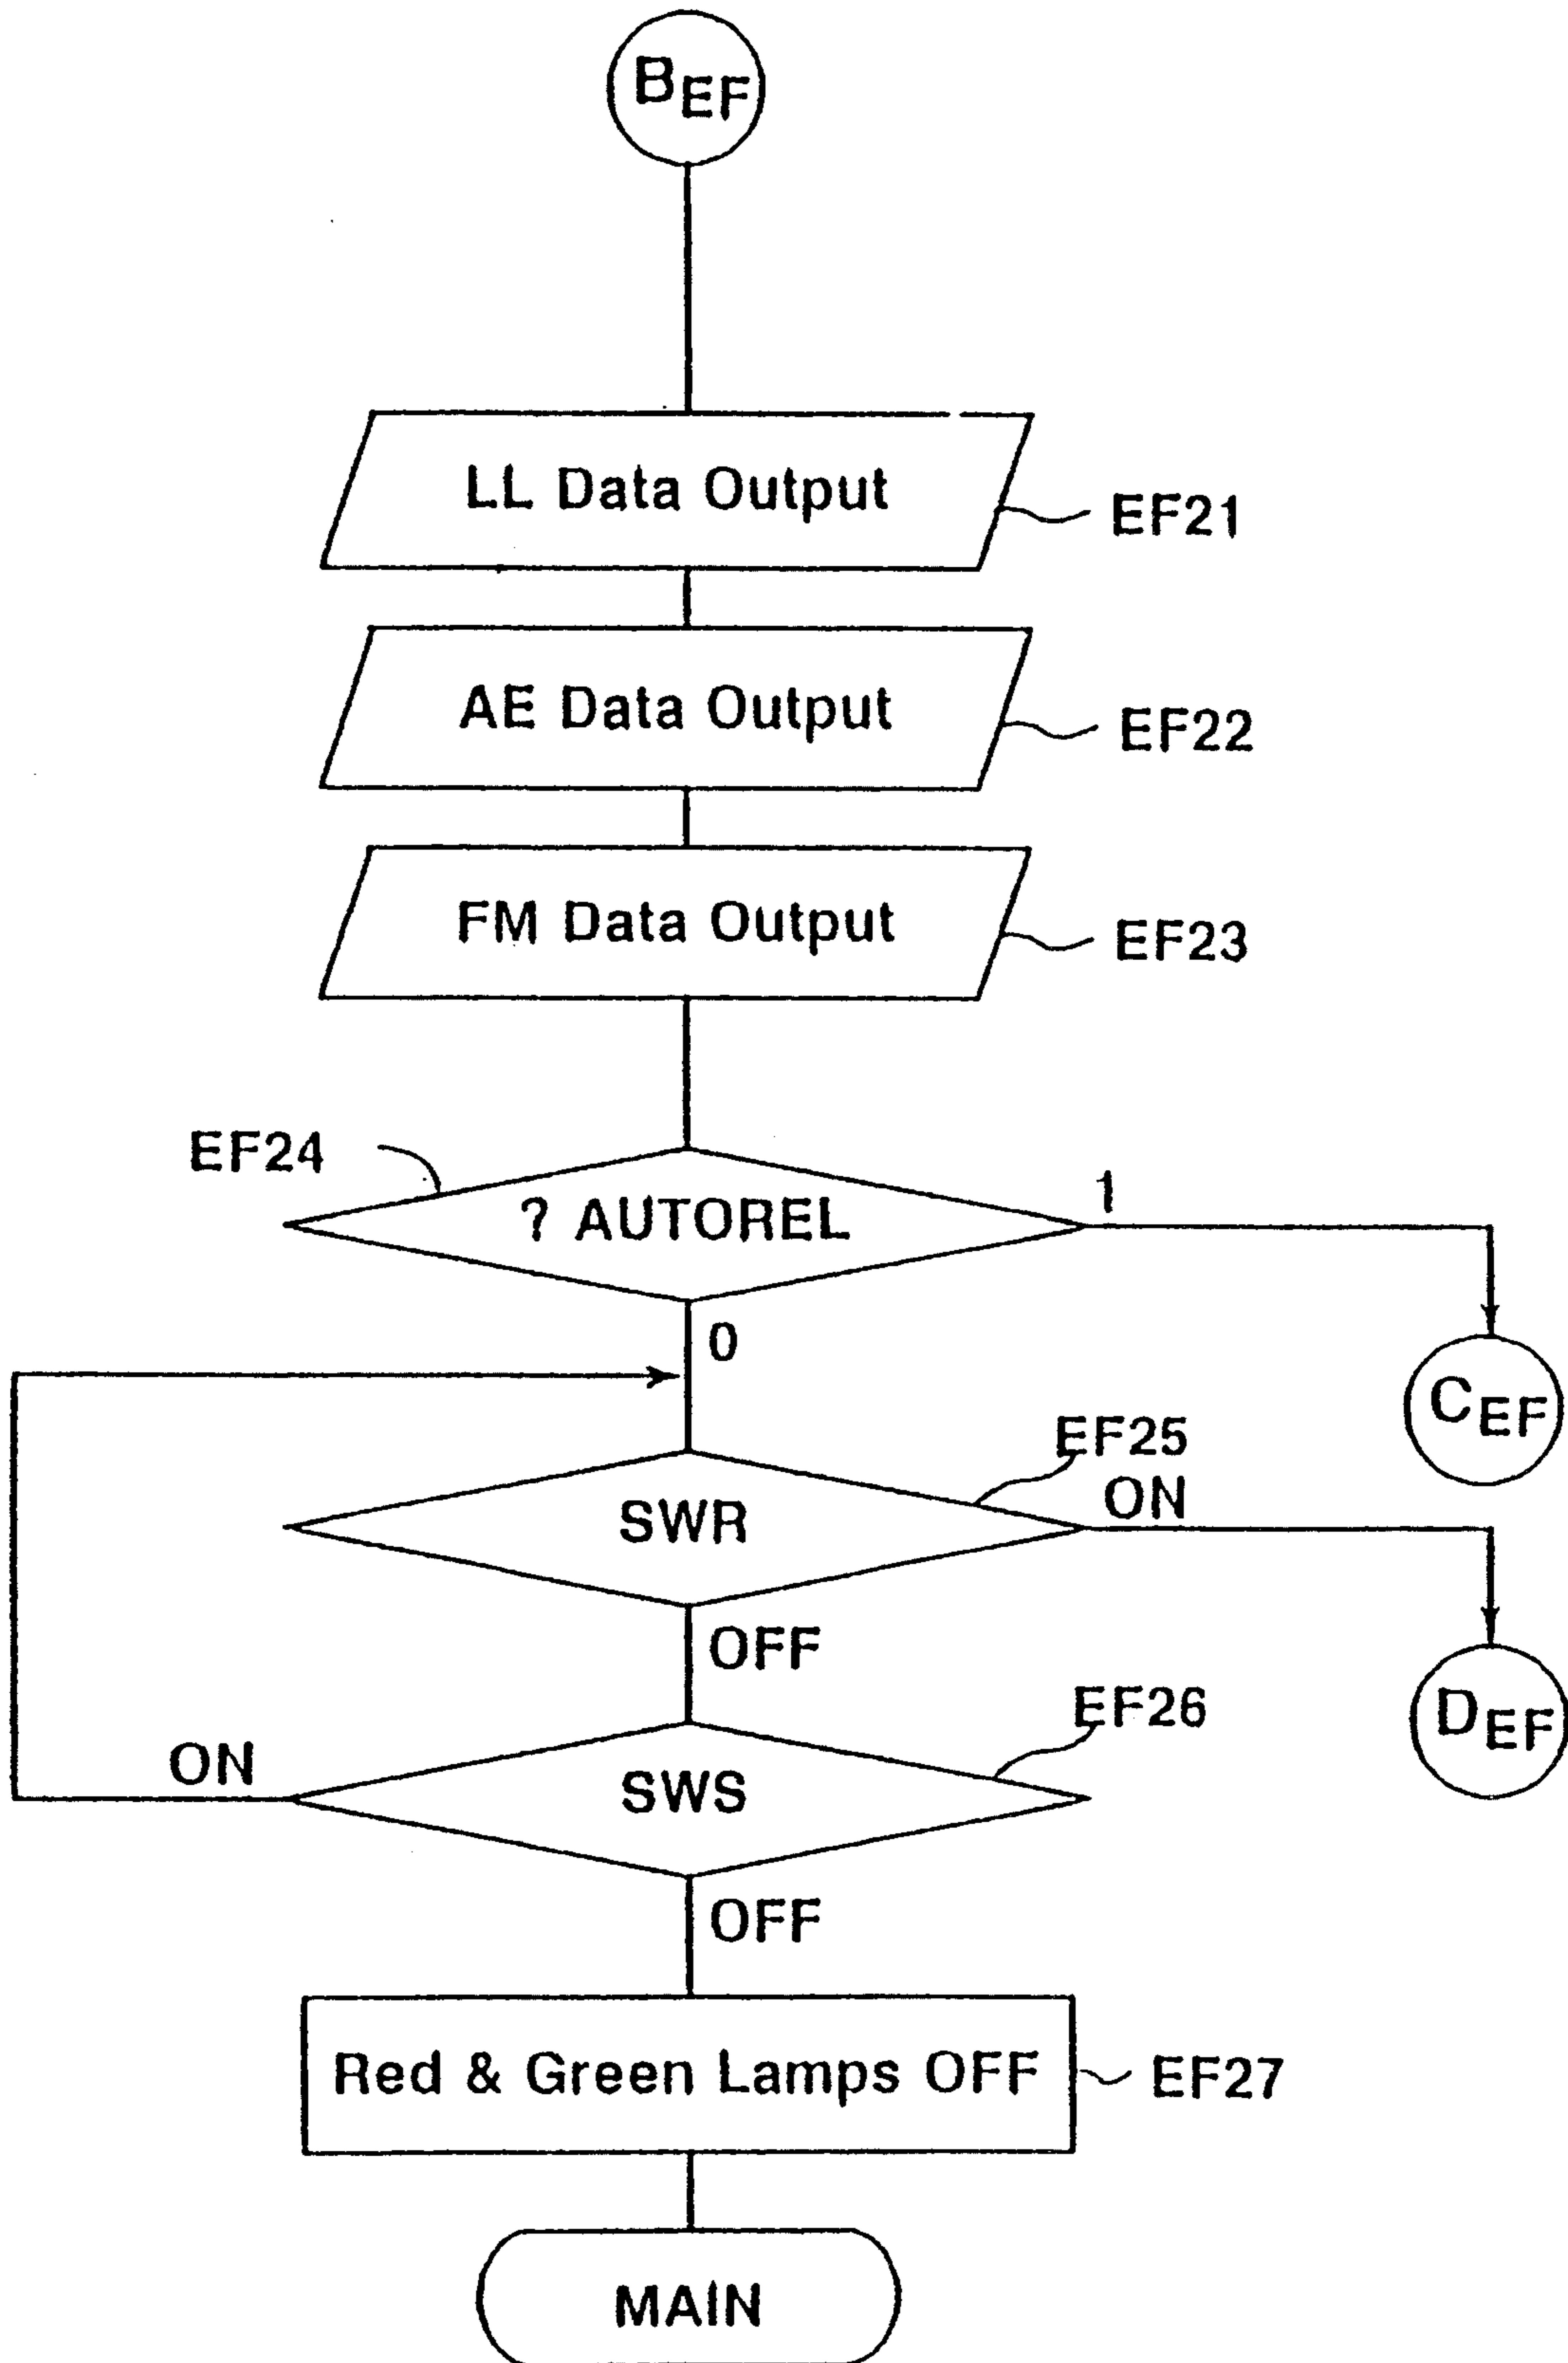 BEF
LL Data Output
EF21
AE Data Output
EF22
FM Data Output
EF23
EF24
? AUTOREL
1
0
CEF
EF25
SWR
ON
OFF
DEF
EF26
ON
SWS
OFF
Red & Green Lamps OFF
EF27
MAIN